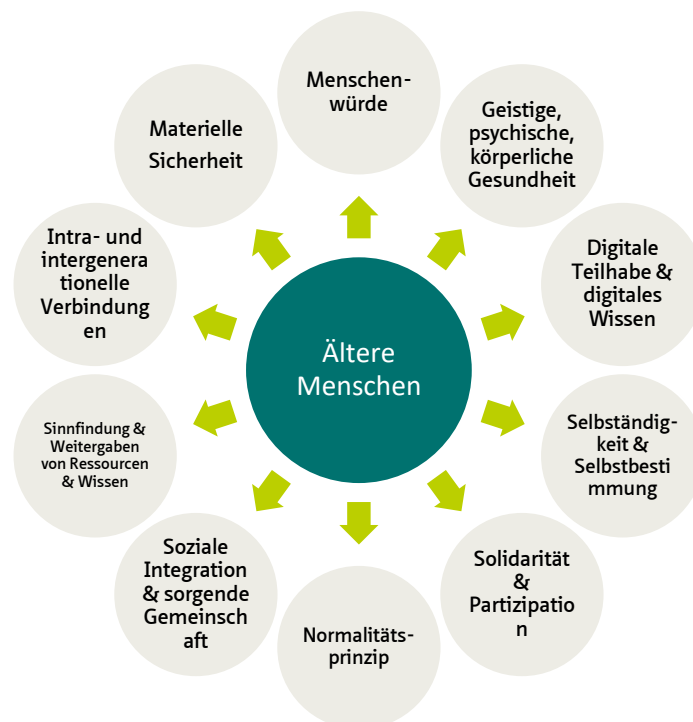 Menschen-
würde
Geistige,
psychische,
körperliche
Gesundheit
Digitale
Teilhabe &
digitales
Wissen
Selbständig-
keit &
Selbstbesti
mmung
Solidarität
&
Partizipatio
n
Normalitäts-
prinzip
Soziale
Integration
& sorgende
Gemeinsch
aft
Sinnfindung &
Weitergaben
von Ressourcen
& Wissen
Intra- und
intergenera
tionelle
Verbindung
en
Materielle
Sicherheit
Ältere
Menschen